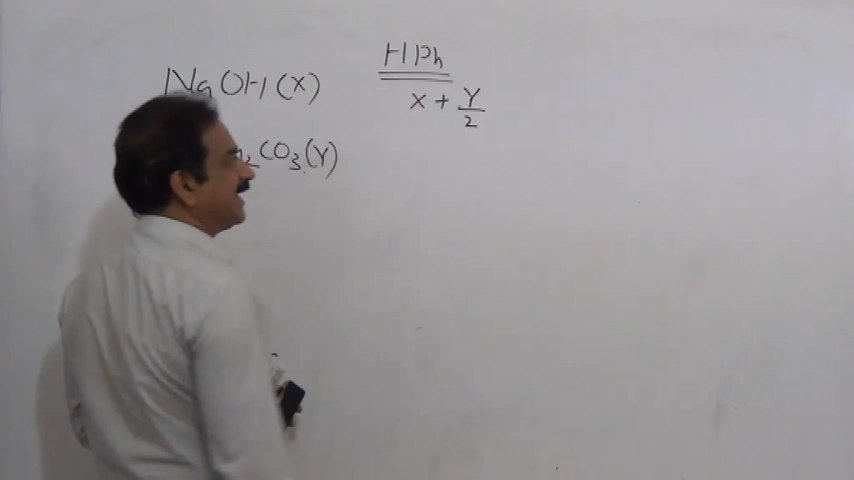 NaOH (X)
HPh
X + Y/2
2CO3 (Y)